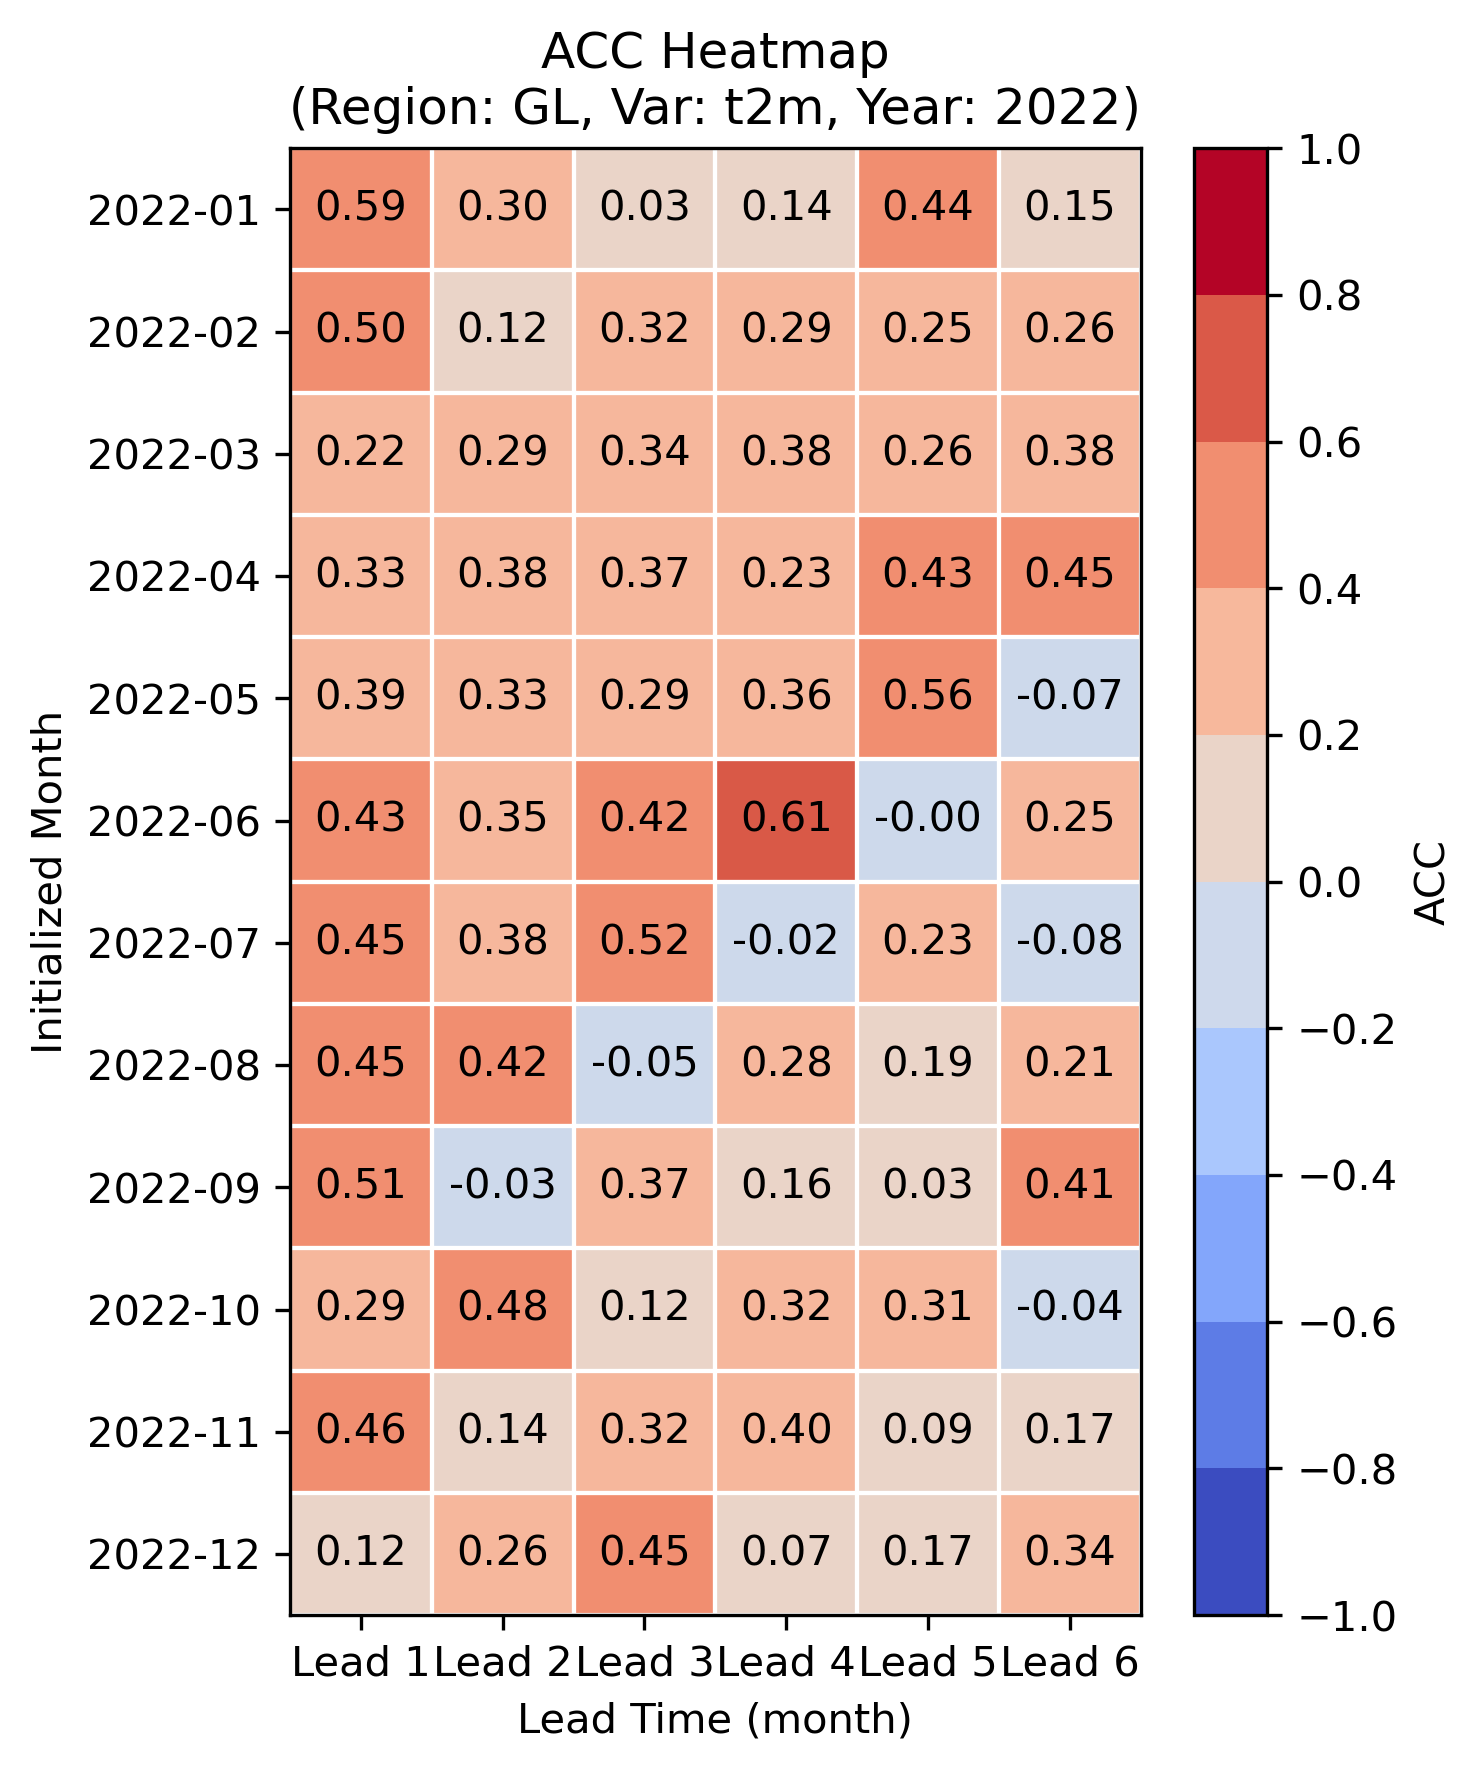 ACC Heatmap
(Region: GL, Var: t2m, Year: 2022)
Initialized Month
2022-01 0.59 0.30 0.03 0.14 0.44 0.15
2022-02 0.50 0.12 0.32 0.29 0.25 0.26
2022-03 0.22 0.29 0.34 0.38 0.26 0.38
2022-04 0.33 0.38 0.37 0.23 0.43 0.45
2022-05 0.39 0.33 0.29 0.36 0.56 -0.07
2022-06 0.43 0.35 0.42 0.61 -0.00 0.25
2022-07 0.45 0.38 0.52 -0.02 0.23 -0.08
2022-08 0.45 0.42 -0.05 0.28 0.19 0.21
2022-09 0.51 -0.03 0.37 0.16 0.03 0.41
2022-10 0.29 0.48 0.12 0.32 0.31 -0.04
2022-11 0.46 0.14 0.32 0.40 0.09 0.17
2022-12 0.12 0.26 0.45 0.07 0.17 0.34
Lead 1 Lead 2 Lead 3 Lead 4 Lead 5 Lead 6
Lead Time (month)
1.0
0.8
0.6
0.4
0.2
0.0
−0.2
−0.4
−0.6
−0.8
−1.0
ACC